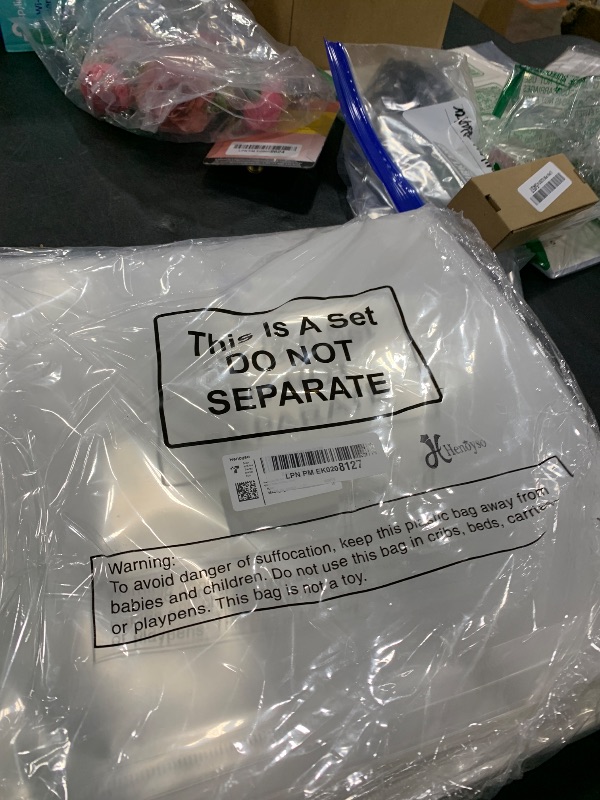 This Is A Set
DO NOT
SEPARATE
LPN PM EK0208127
Hendyso
Warning:
To avoid danger of suffocation, keep this plastic bag away from
babies and children. Do not use this bag in cribs, beds, carri
or playpens. This bag is not a toy.